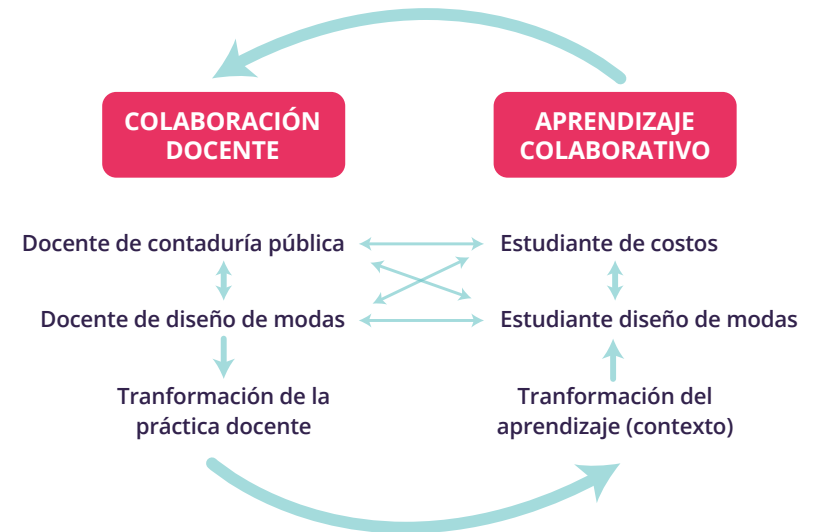 COLABORACIÓN
DOCENTE
APRENDIZAJE
COLABORATIVO
Docente de contaduría pública
Estudiante de costos
Docente de diseño de modas
Estudiante diseño de modas
Tranformación de la
práctica docente
Tranformación del
aprendizaje (contexto)